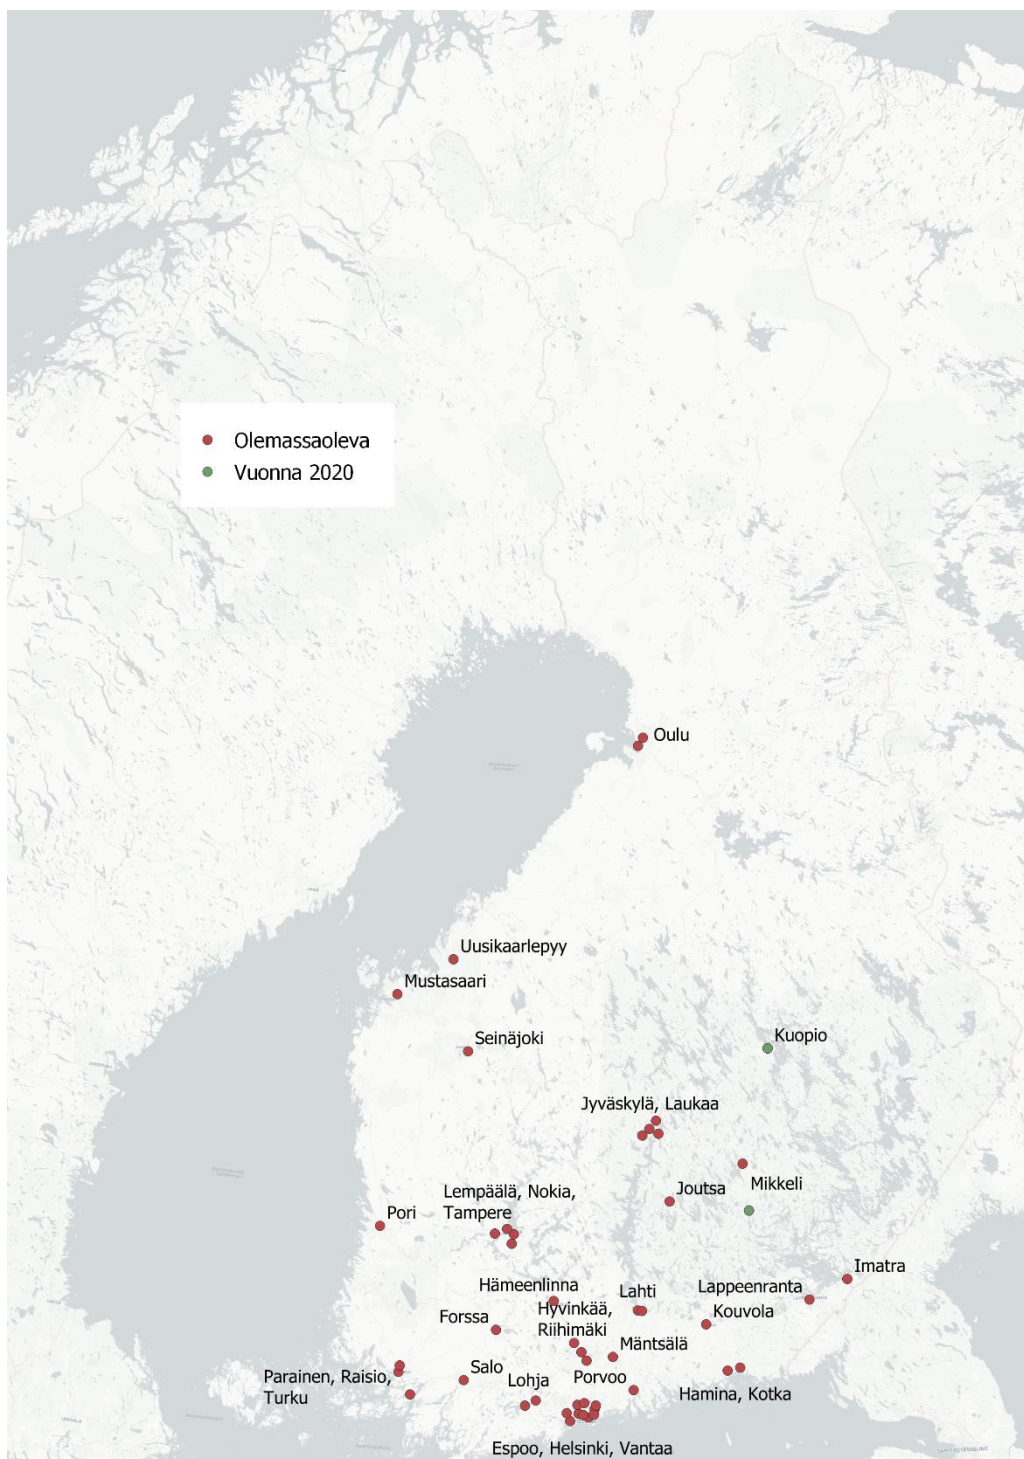 Olemassaoleva
Vuonna 2020
Oulu
Uusikaarlepyy
Mustasaari
Seinäjoki
Kuopio
Jyväskylä, Laukaa
Mikkeli
Joutsa
Lempäälä, Nokia,
Tampere
Pori
Imatra
Lappeenranta
Hämeenlinna
Lahti
Kouvola
Hyvinkää,
Riihimäki
Forssa
Mäntsälä
Parainen, Raisio,
Turku
Salo
Porvoo
Lohja
Hamina, Kotka
Espoo, Helsinki, Vantaa